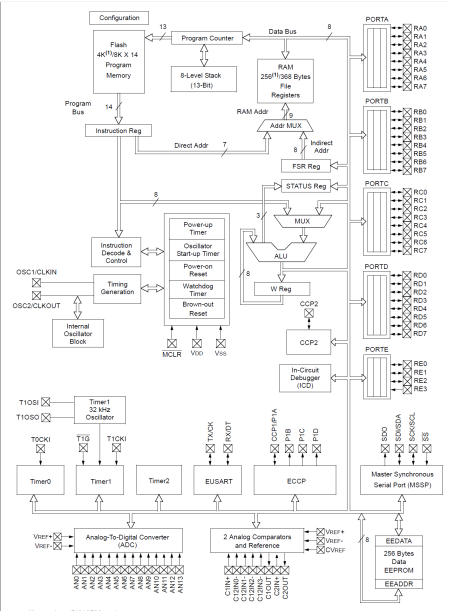 Configuration
13
Data Bus
8
PORTA
Flash
4K(1)/8K X 14
Program
Memory
Program Counter
8-Level Stack
(13-Bit)
RAM
256(1)/368 Bytes
File
Registers
RA0
RA1
RA2
RA3
RA4
RA5
RA6
RA7
Program
Bus
14
RAM Addr
9
PORTB
Instruction Reg
Addr MUX
Direct Addr
7
8
Indirect
Addr
FSR Reg
RB0
RB1
RB2
RB3
RB4
RB5
RB6
RB7
STATUS Reg
8
3
MUX
PORTC
RC0
RC1
RC2
RC3
RC4
RC5
RC6
RC7
Power-up
Timer
Oscillator
Start-up Timer
Power-on
Reset
Watchdog
Timer
Brown-out
Reset
Instruction
Decode &
Control
ALU
8
W Reg
OSC1/CLKIN
OSC2/CLKOUT
Timing
Generation
Internal
Oscillator
Block
PORTD
RD0
RD1
RD2
RD3
RD4
RD5
RD6
RD7
CCP2
CCP2
MCLR
VDD
VSS
In-Circuit
Debugger
(ICD)
PORTE
RE0
RE1
RE2
RE3
T1OSI
T1OSO
Timer1
32 kHz
Oscillator
T0CKI
T1G
T1CKI
TX/CK
RX/DT
CCP1/P1A
P1B
P1C
P1D
SDO
SDI/SDA
SCK/SCL
SS
Timer0
Timer1
Timer2
EUSART
ECCP
Master Synchronous
Serial Port (MSSP)
VREF+
VREF-
Analog-To-Digital Converter
(ADC)
2 Analog Comparators
and Reference
VREF+
VREF-
CVREF
8
EEDATA
256 Bytes
Data
EEPROM
EEADDR
AN0
AN1
AN2
AN3
AN4
AN5
AN6
AN7
AN8
AN9
AN10
AN11
AN12
AN13
C1IN+
C12IN0-
C12IN1-
C12IN2-
C12IN3-
C1OUT
C2IN+
C2OUT